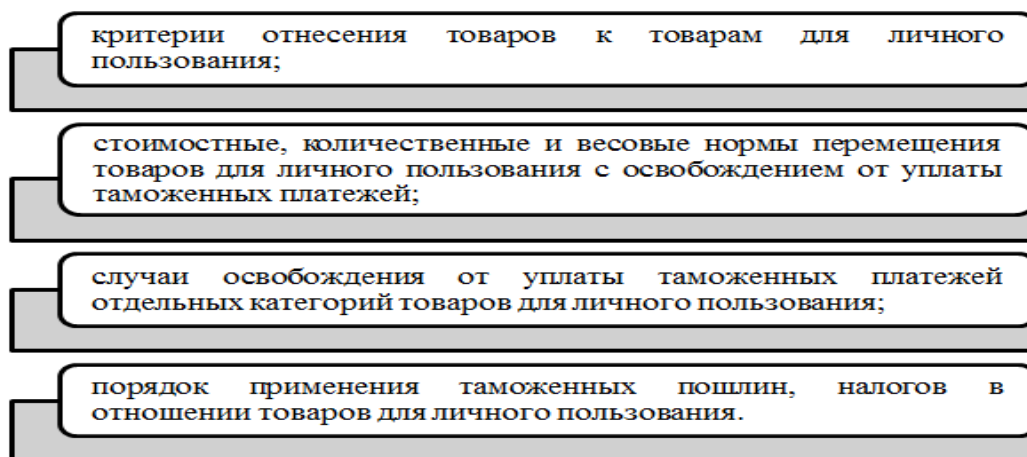 критерии отнесения товаров к товарам для личного
пользования;
стоимостные, количественные и весовые нормы перемещения
товаров для личного пользования с освобождением от уплаты
таможенных платежей;
случаи освобождения от уплаты таможенных платежей
отдельных категорий товаров для личного пользования;
порядок применения таможенных пошлин, налогов в
отношении товаров для личного пользования.